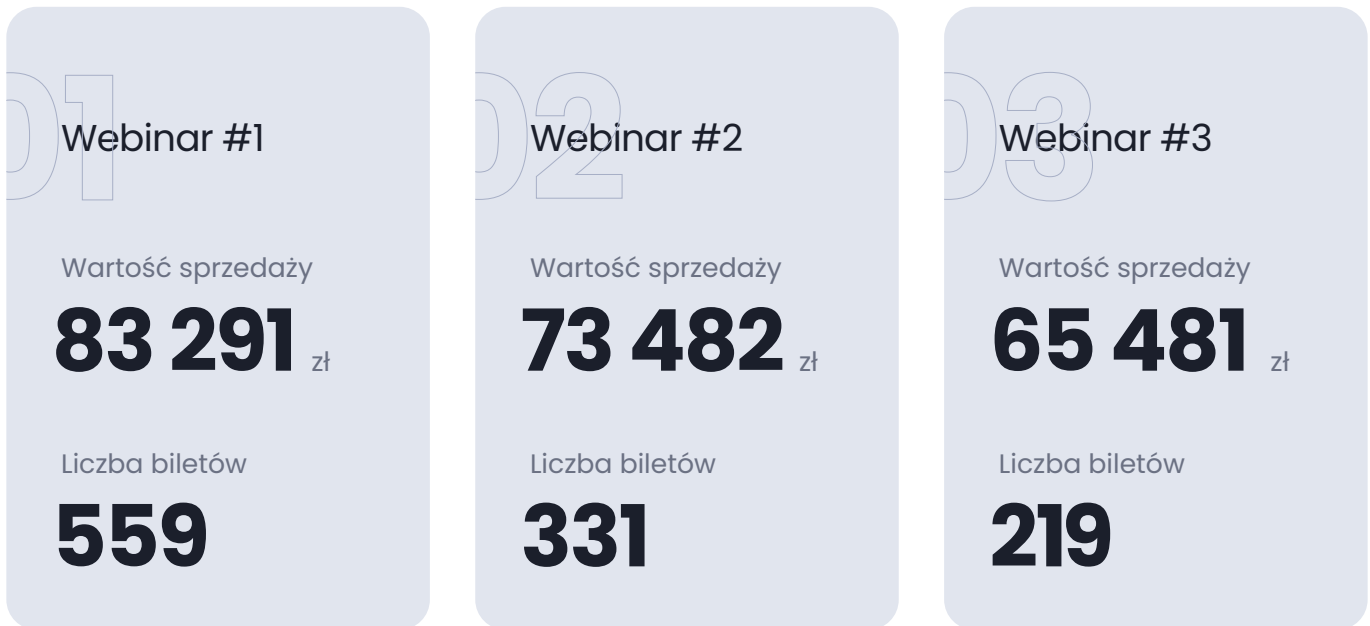 01
Webinar #1
Wartość sprzedaży
83 291 zł
Liczba biletów
559
02
Webinar #2
Wartość sprzedaży
73 482 zł
Liczba biletów
331
03
Webinar #3
Wartość sprzedaży
65 481 zł
Liczba biletów
219